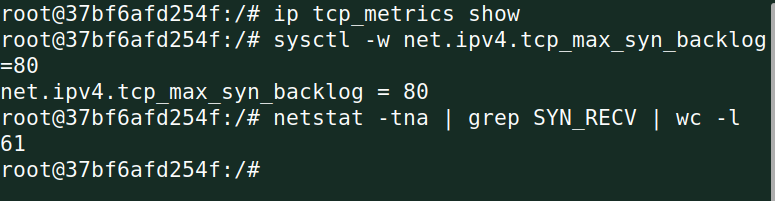 root@37bf6afd254f:/# ip tcp_metrics show
root@37bf6afd254f:/# sysctl -w net.ipv4.tcp_max_syn_backlog
=80
net.ipv4.tcp_max_syn_backlog = 80
root@37bf6afd254f:/# netstat -tna | grep SYN_RECV | wc -l
61
root@37bf6afd254f:/#